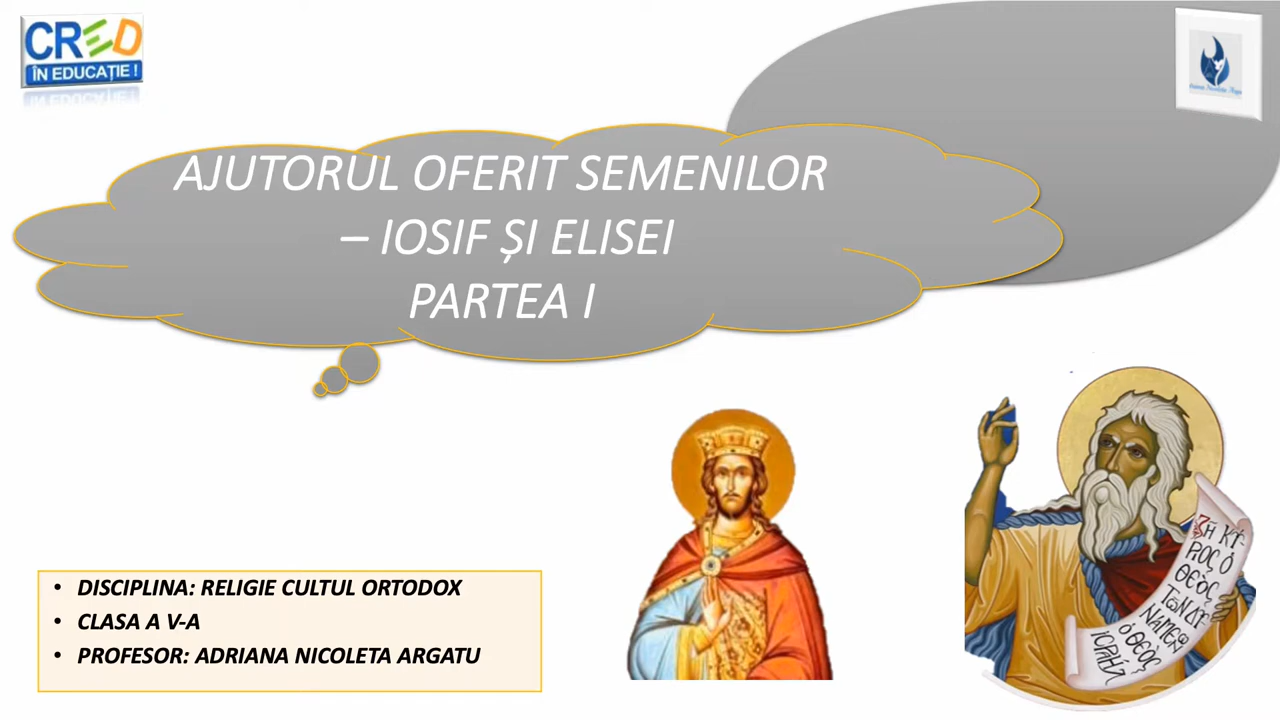 CRED
ÎN EDUCAȚIE !
AJUTORUL OFERIT SEMENILOR
– IOSIF ȘI ELISEI
PARTEA I
• DISCIPLINA: RELIGIE CULTUL ORTODOX
• CLASA A V-A
• PROFESOR: ADRIANA NICOLETA ARGATU